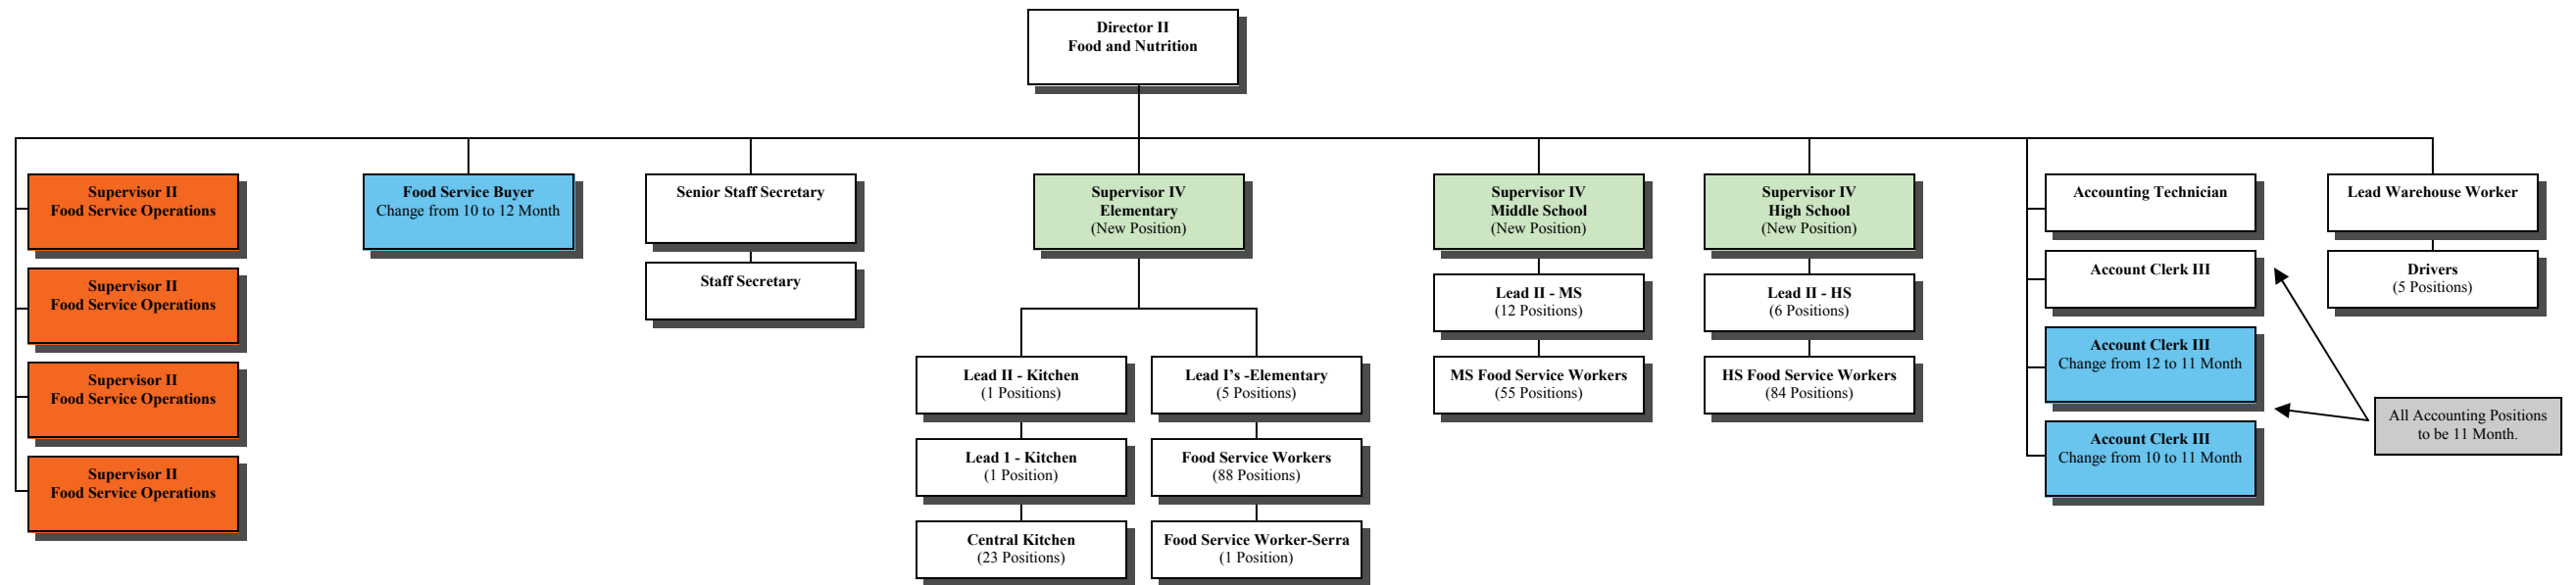 Director II
Food and Nutrition
Supervisor II
Food Service Operations
Supervisor II
Food Service Operations
Supervisor II
Food Service Operations
Supervisor II
Food Service Operations
Food Service Buyer
Change from 10 to 12 Month
Senior Staff Secretary
Staff Secretary
Supervisor IV
Elementary
(New Position)
Lead II - Kitchen
(1 Positions)
Lead 1 - Kitchen
(1 Position)
Central Kitchen
(23 Positions)
Lead I's -Elementary
(5 Positions)
Food Service Workers
(88 Positions)
Food Service Worker-Serra
(1 Position)
Supervisor IV
Middle School
(New Position)
Lead II - MS
(12 Positions)
MS Food Service Workers
(55 Positions)
Supervisor IV
High School
(New Position)
Lead II - HS
(6 Positions)
HS Food Service Workers
(84 Positions)
Accounting Technician
Account Clerk III
Account Clerk III
Change from 12 to 11 Month
Account Clerk III
Change from 10 to 11 Month
Lead Warehouse Worker
Drivers
(5 Positions)
All Accounting Positions
to be 11 Month.